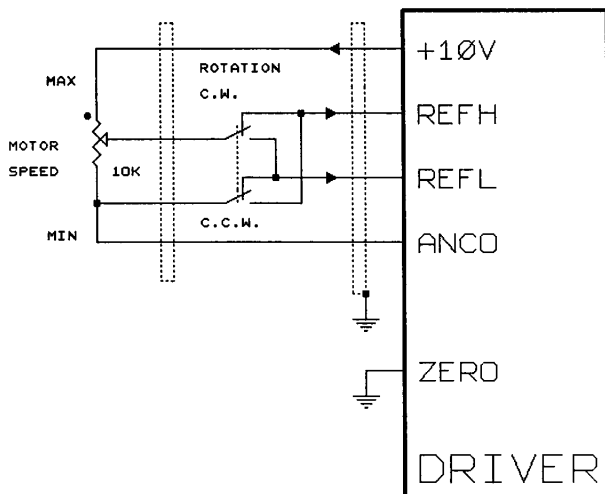 +10V
ROTATION
MAX
C.W.
REFH
MOTOR
SPEED
10K
REFL
C.C.W.
MIN
ANCO
ZERO
DRIVER